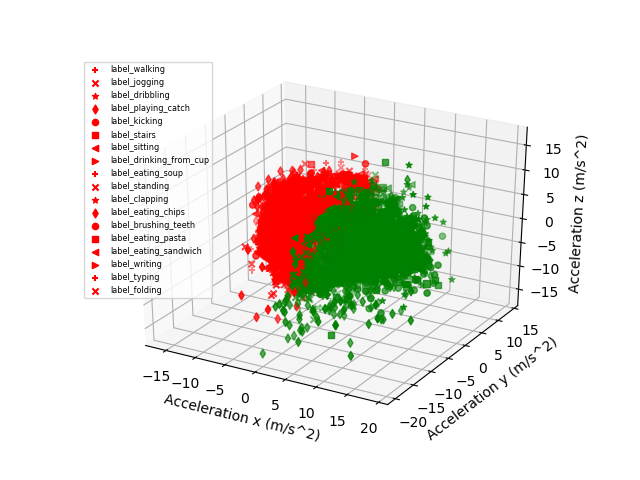 label_walking
label_jogging
label_dribbling
label_playing_catch
label_kicking
label_stairs
label_sitting
label_drinking_from_cup
label_eating_soup
label_standing
label_clapping
label_eating_chips
label_brushing_teeth
label_eating_pasta
label_eating_sandwich
label_writing
label_typing
label_folding
−15 −10 −5 0 5 10 15 20
Acceleration x (m/s^2)
−20 −15 −10 −5 0 5 10 15
Acceleration y (m/s^2)
15
10
5
0
−5
−10
−15
Acceleration z (m/s^2)